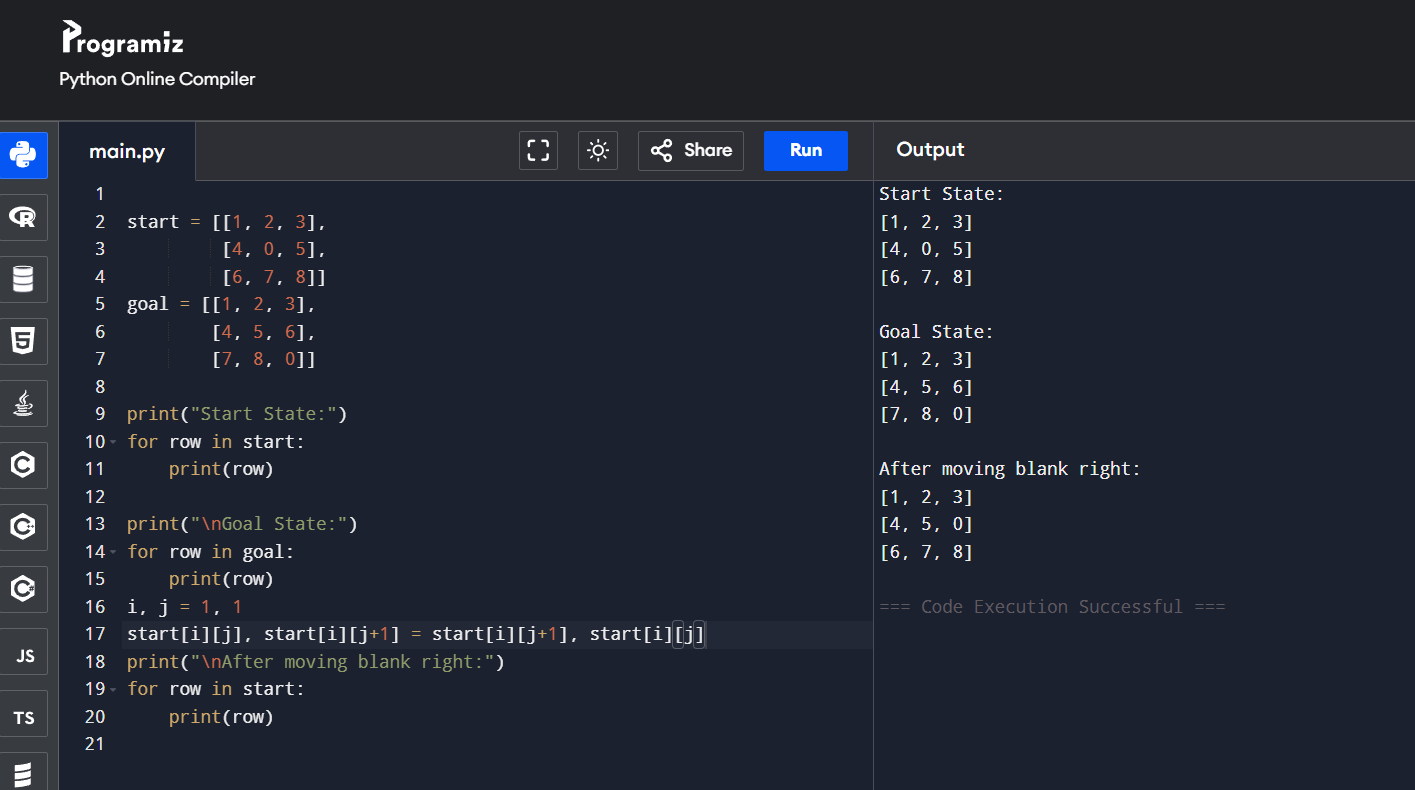 Programiz
Python Online Compiler
main.py
Share
Run
Output
JS
TS
1
2 start = [[1, 2, 3],
3          [4, 0, 5],
4          [6, 7, 8]]
5 goal = [[1, 2, 3],
6         [4, 5, 6],
7         [7, 8, 0]]
8
9 print("Start State:")
10 for row in start:
11     print(row)
12
13 print("\nGoal State:")
14 for row in goal:
15     print(row)
16 i, j = 1, 1
17 start[i][j], start[i][j+1] = start[i][j+1], start[i][j]
18 print("\nAfter moving blank right:")
19 for row in start:
20     print(row)
21
Start State:
[1, 2, 3]
[4, 0, 5]
[6, 7, 8]

Goal State:
[1, 2, 3]
[4, 5, 6]
[7, 8, 0]

After moving blank right:
[1, 2, 3]
[4, 5, 0]
[6, 7, 8]

=== Code Execution Successful ===